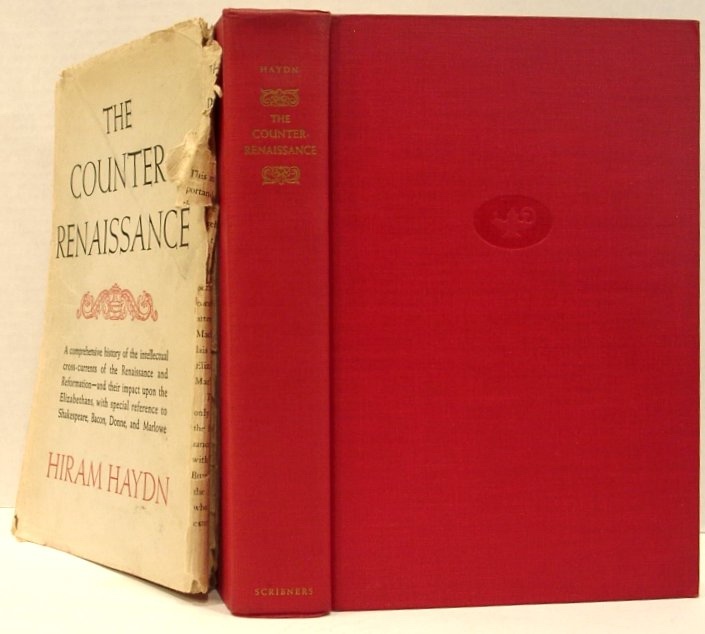 THE
COUNTER
RENAISSANCE
A comprehensive history of the intellectual
cross-currents of the Renaissance and
Reformation—and their impact upon the
Elizabethans, with special reference to
Shakespeare, Bacon, Donne, and Marlowe
HIRAM HAYDN
HAYDN
THE
COUNTER-
RENAISSANCE
SCRIBNERS